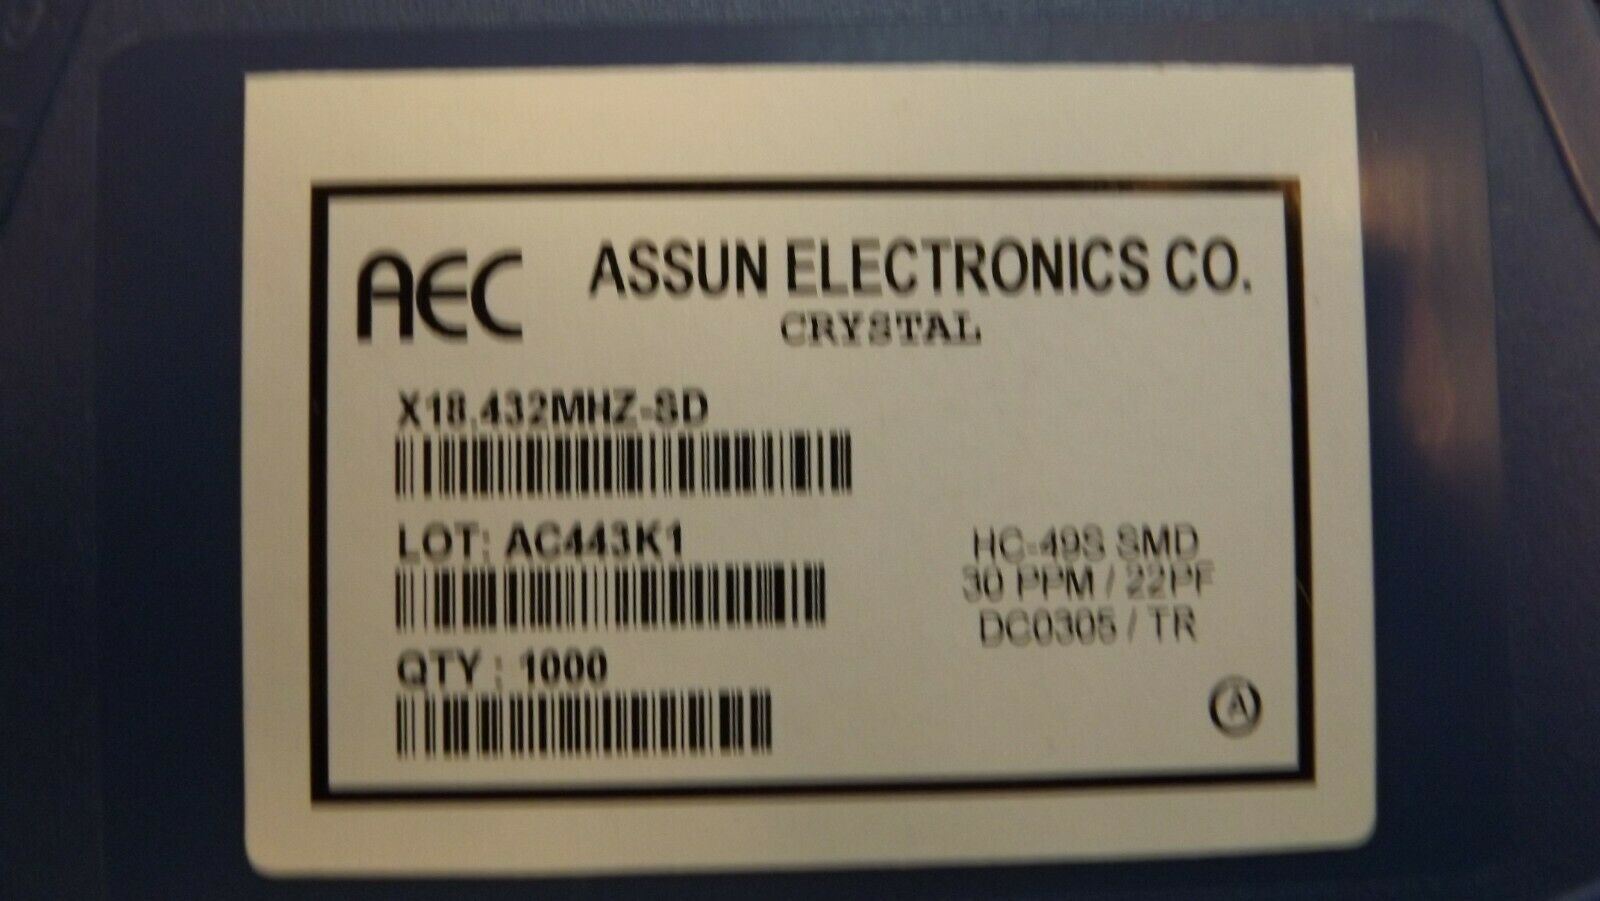 AEC ASSUN ELECTRONICS CO.
CRYSTAL
X18.432MHZ-SD
LOT: AC443K1
QTY : 1000
HC-49S SMD
30 PPM / 22PF
DC0305 / TR
A